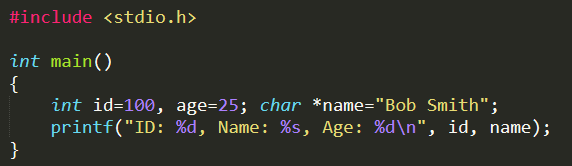 #include <stdio.h>
int main()
{
    int id=100, age=25; char *name="Bob Smith";
    printf("ID: %d, Name: %s, Age: %d\n", id, name);
}